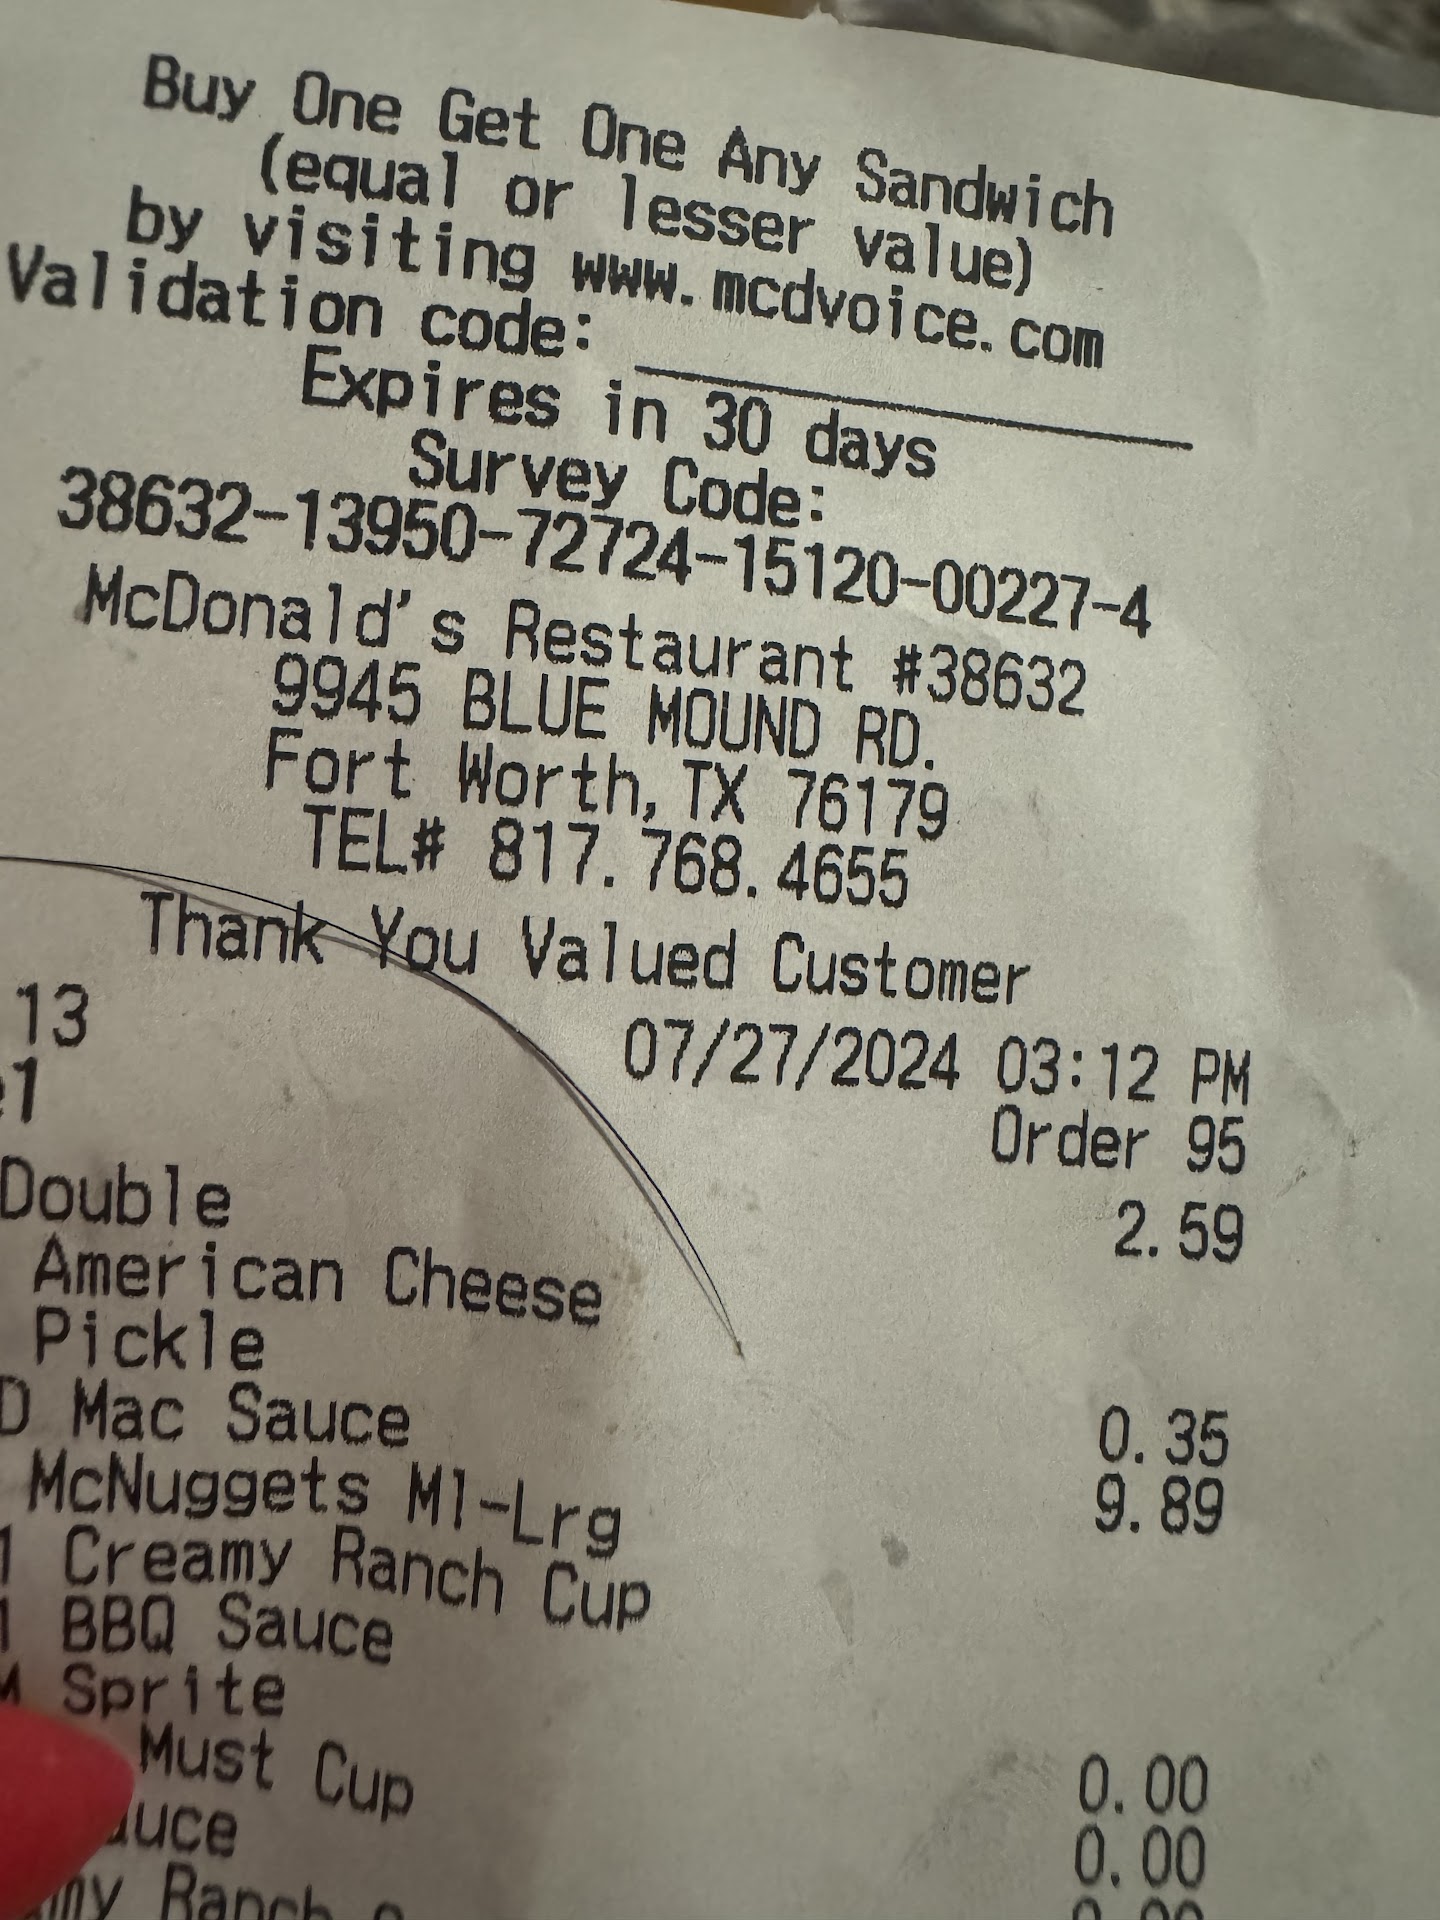 Buy One Get One Any Sandwich
(equal or lesser value)
by visiting www.mcdvoice.com
Validation code:
Expires in 30 days
Survey Code:
38632-13950-72724-15120-00227-4
McDonald's Restaurant #38632
9945 BLUE MOUND RD.
Fort Worth, TX 76179
TEL# 817.768.4655
Thank You Valued Customer
13 07/27/2024 03:12 PM
Order 95
Double 2.59
American Cheese
Pickle
Mac Sauce 0.35
McNuggets Ml-Lrg 9.89
1 Creamy Ranch Cup
1 BBQ Sauce
M Sprite
Must Cup 0.00
0.00
Ranch